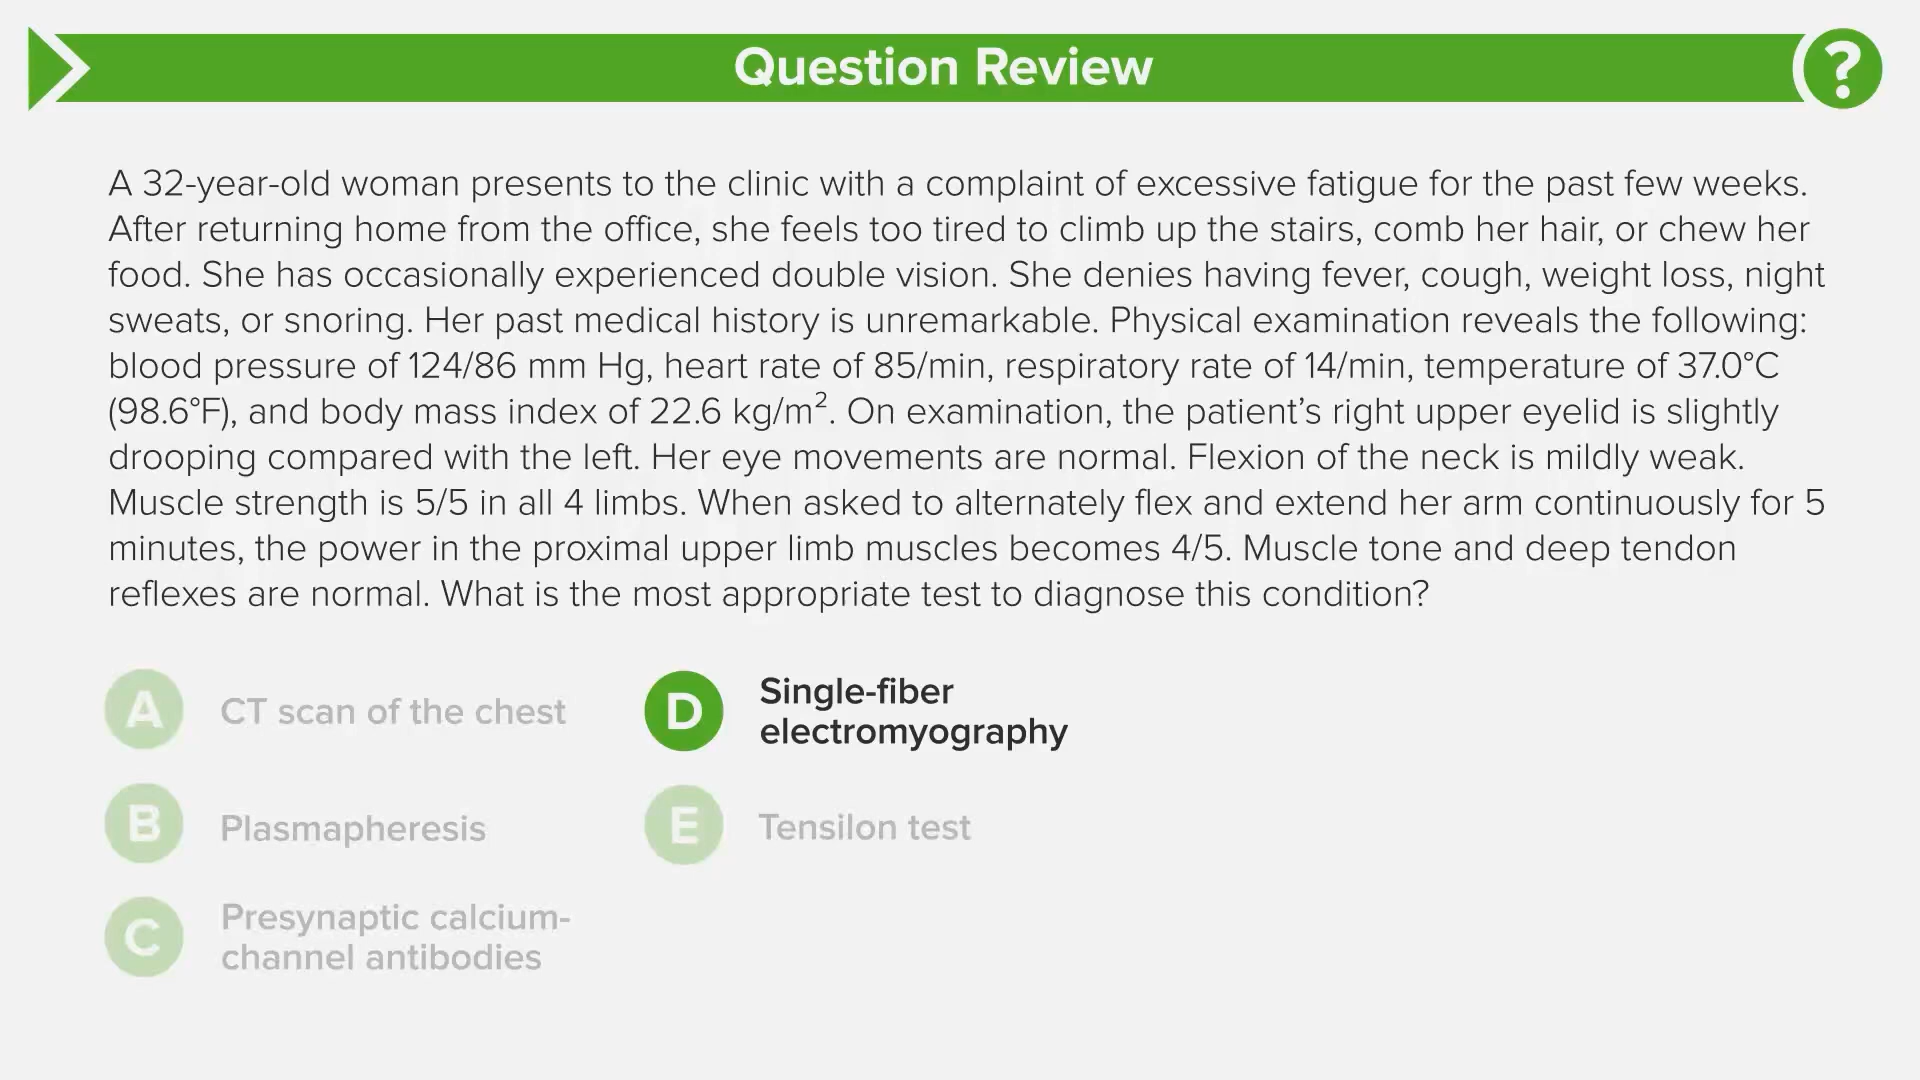 Question Review
?
A 32-year-old woman presents to the clinic with a complaint of excessive fatigue for the past few weeks.
After returning home from the office, she feels too tired to climb up the stairs, comb her hair, or chew her
food. She has occasionally experienced double vision. She denies having fever, cough, weight loss, night
sweats, or snoring. Her past medical history is unremarkable. Physical examination reveals the following:
blood pressure of 124/86 mm Hg, heart rate of 85/min, respiratory rate of 14/min, temperature of 37.0°C
(98.6°F), and body mass index of 22.6 kg/m². On examination, the patient’s right upper eyelid is slightly
drooping compared with the left. Her eye movements are normal. Flexion of the neck is mildly weak.
Muscle strength is 5/5 in all 4 limbs. When asked to alternately flex and extend her arm continuously for 5
minutes, the power in the proximal upper limb muscles becomes 4/5. Muscle tone and deep tendon
reflexes are normal. What is the most appropriate test to diagnose this condition?
A CT scan of the chest
B Plasmapheresis
C Presynaptic calcium-
channel antibodies
D Single-fiber
electromyography
E Tensilon test